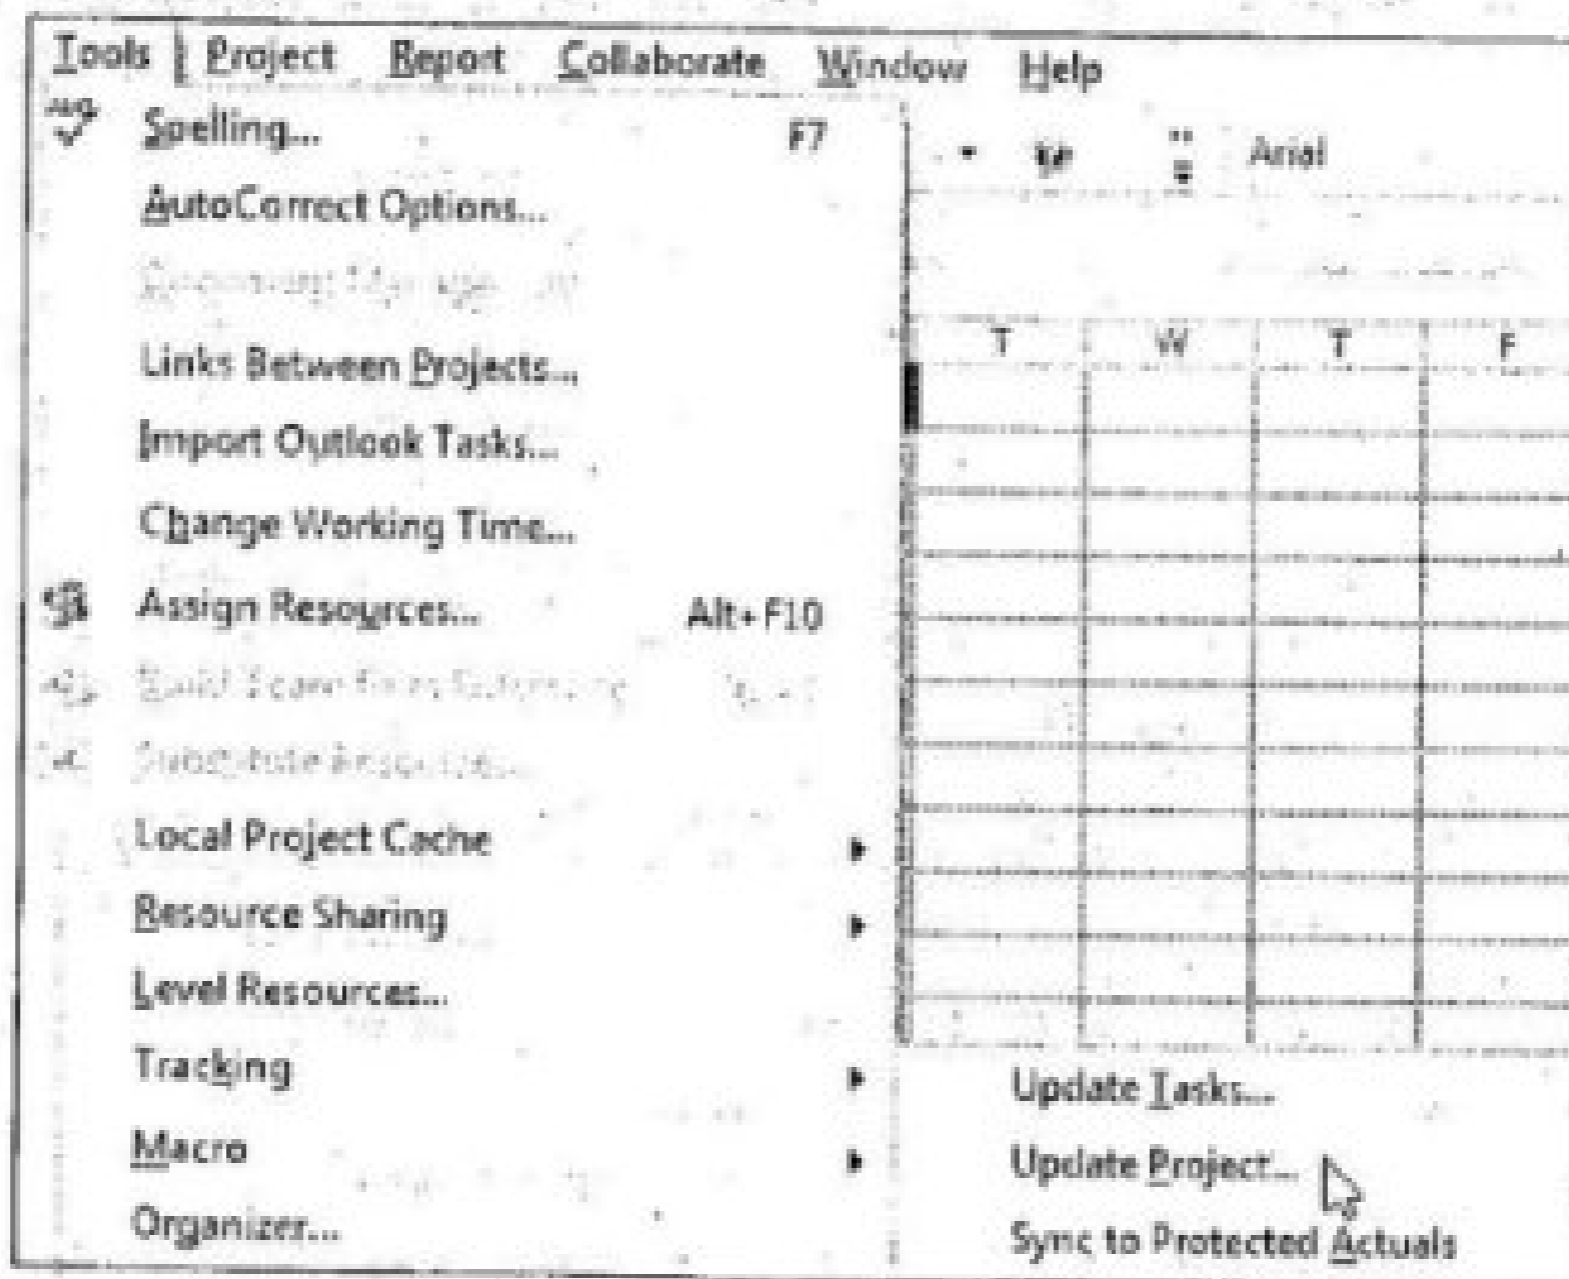 Tools Project Report Collaborate Window Help
Spelling... F7
Arial
AutoCorrect Options...
T W T F
Links Between Projects...
Import Outlook Tasks...
Change Working Time...
Assign Resources... Alt+F10
Substitute Resource...
Local Project Cache
Resource Sharing
Level Resources...
Tracking
Update Tasks...
Macro
Update Project...
Organizer...
Sync to Protected Actuals